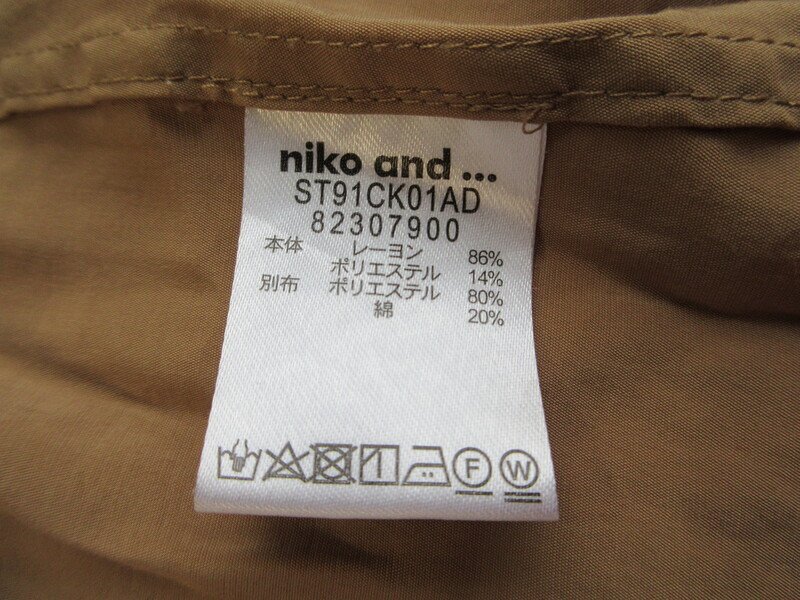 niko and ...
ST91CK01AD
82307900
本体 レーヨン 86%
ポリエステル 14%
別布 ポリエステル 80%
綿 20%
F W